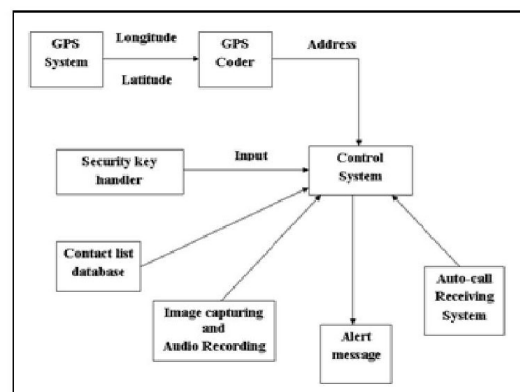 GPS
System
Longitude
Latitude
GPS
Coder
Address
Security key
handler
Input
Control
System
Contact list
database
Image capturing
and
Audio Recording
Alert
message
Auto-call
Receiving
System